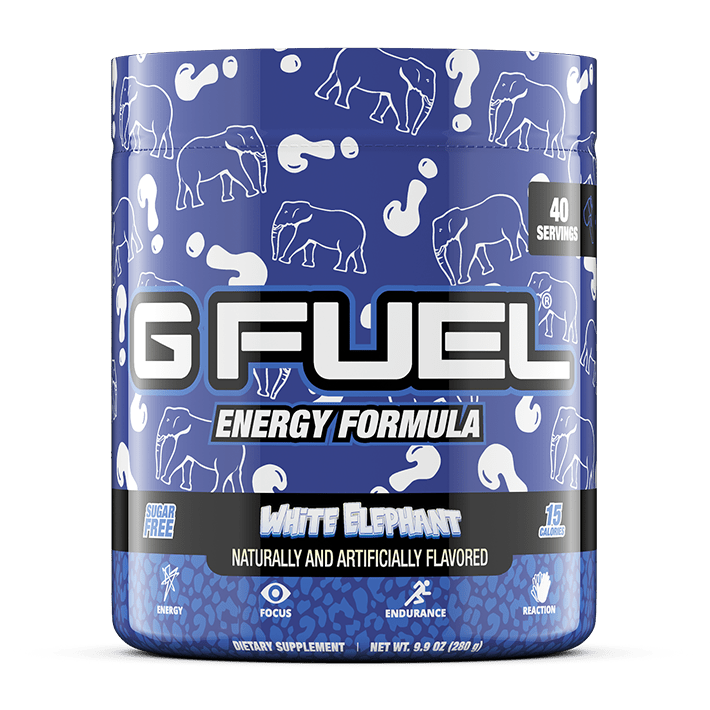 40
SERVINGS
G FUEL®
ENERGY FORMULA
SUGAR
FREE
WHiTE ELEPHANT
15
CALORIES
NATURALLY AND ARTIFICIALLY FLAVORED
ENERGY
FOCUS
ENDURANCE
REACTION
DIETARY SUPPLEMENT | NET WT. 9.9 OZ (280 g)